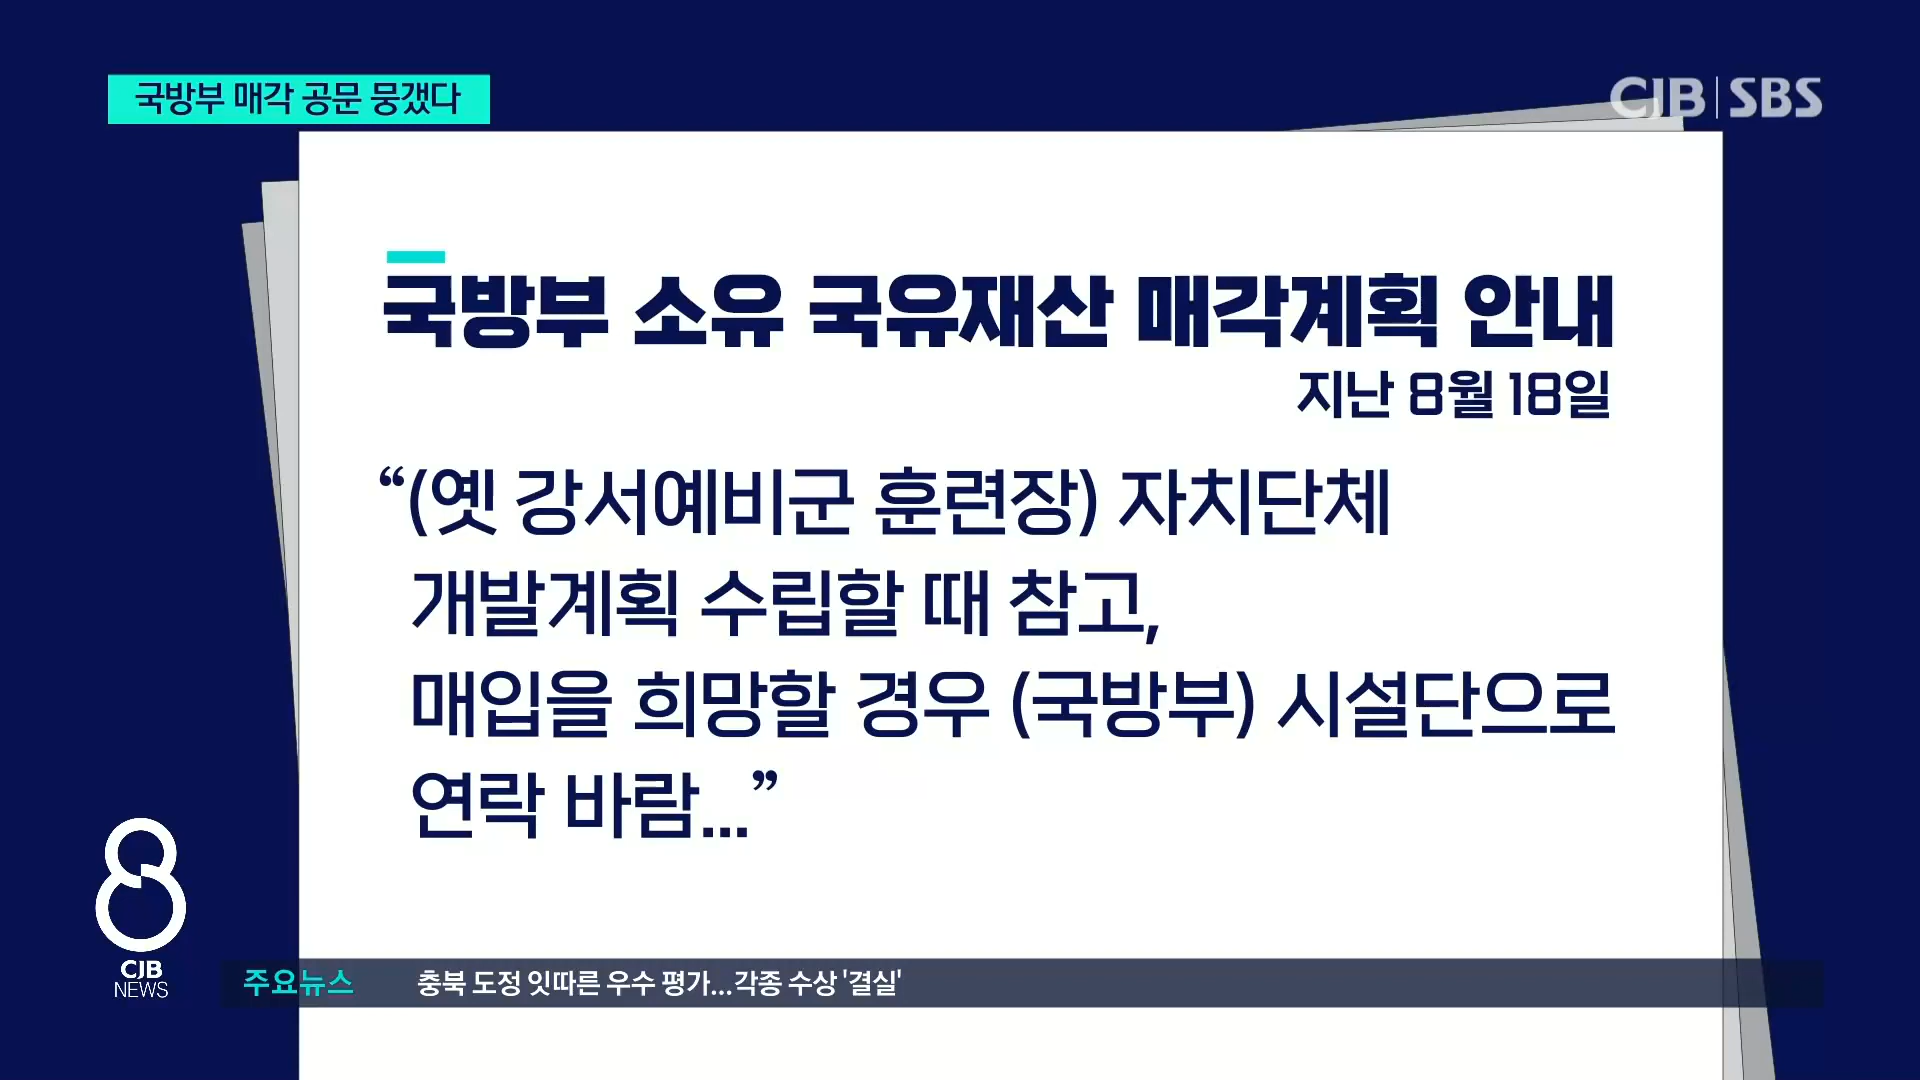 국방부 매각 공문 뭉갰다
CJB SBS
국방부 소유 국유재산 매각계획 안내
지난 8월 18일
“(옛 강서예비군 훈련장) 자치단체
개발계획 수립할 때 참고,
매입을 희망할 경우 (국방부) 시설단으로
연락 바람...”
8
CJB
NEWS
주요뉴스 충북 도정 잇따른 우수 평가...각종 수상 '결실'